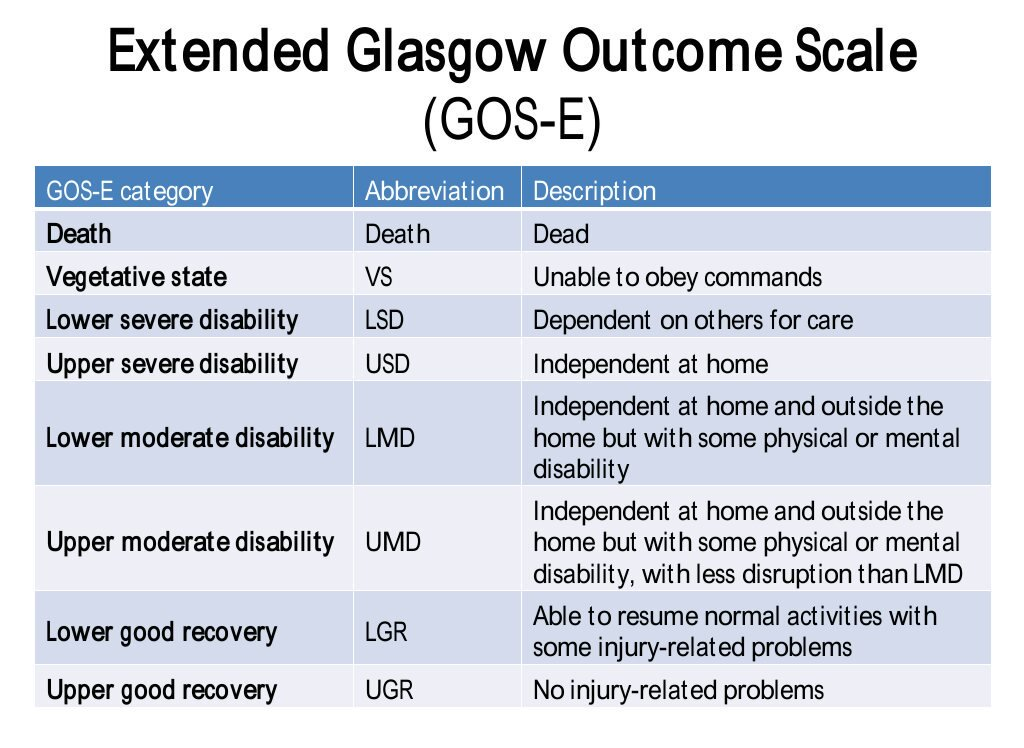 Extended Glasgow Outcome Scale
(GOS-E)
GOS-E category Abbreviation Description
Death Death Dead
Vegetative state VS Unable to obey commands
Lower severe disability LSD Dependent on others for care
Upper severe disability USD Independent at home
Lower moderate disability LMD Independent at home and outside the
home but with some physical or mental
disability
Upper moderate disability UMD Independent at home and outside the
home but with some physical or mental
disability, with less disruption than LMD
Lower good recovery LGR Able to resume normal activities with
some injury-related problems
Upper good recovery UGR No injury-related problems